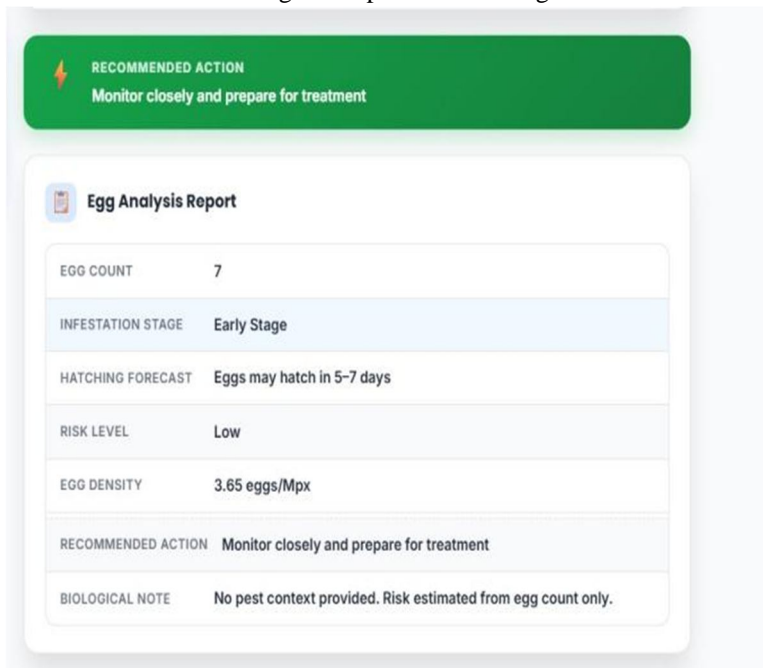 RECOMMENDED ACTION
Monitor closely and prepare for treatment
Egg Analysis Report
EGG COUNT 7
INFESTATION STAGE Early Stage
HATCHING FORECAST Eggs may hatch in 5–7 days
RISK LEVEL Low
EGG DENSITY 3.65 eggs/Mpx
RECOMMENDED ACTION Monitor closely and prepare for treatment
BIOLOGICAL NOTE No pest context provided. Risk estimated from egg count only.